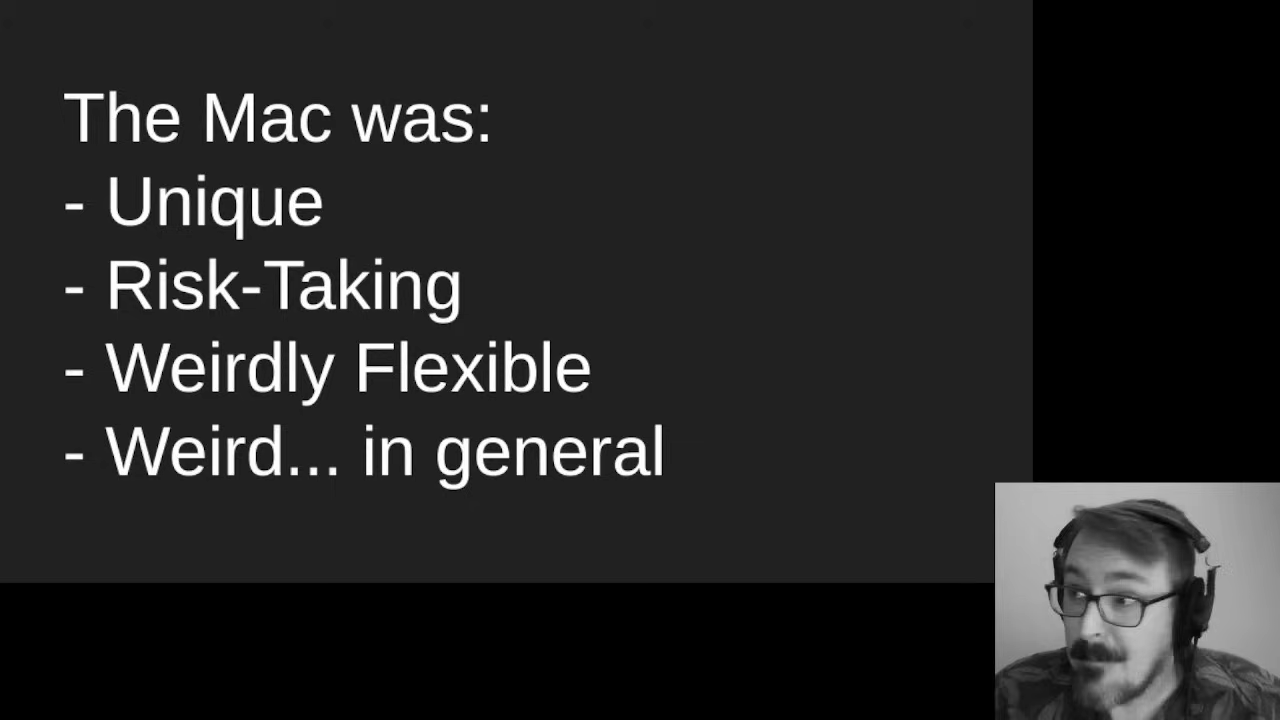 The Mac was:
- Unique
- Risk-Taking
- Weirdly Flexible
- Weird... in general